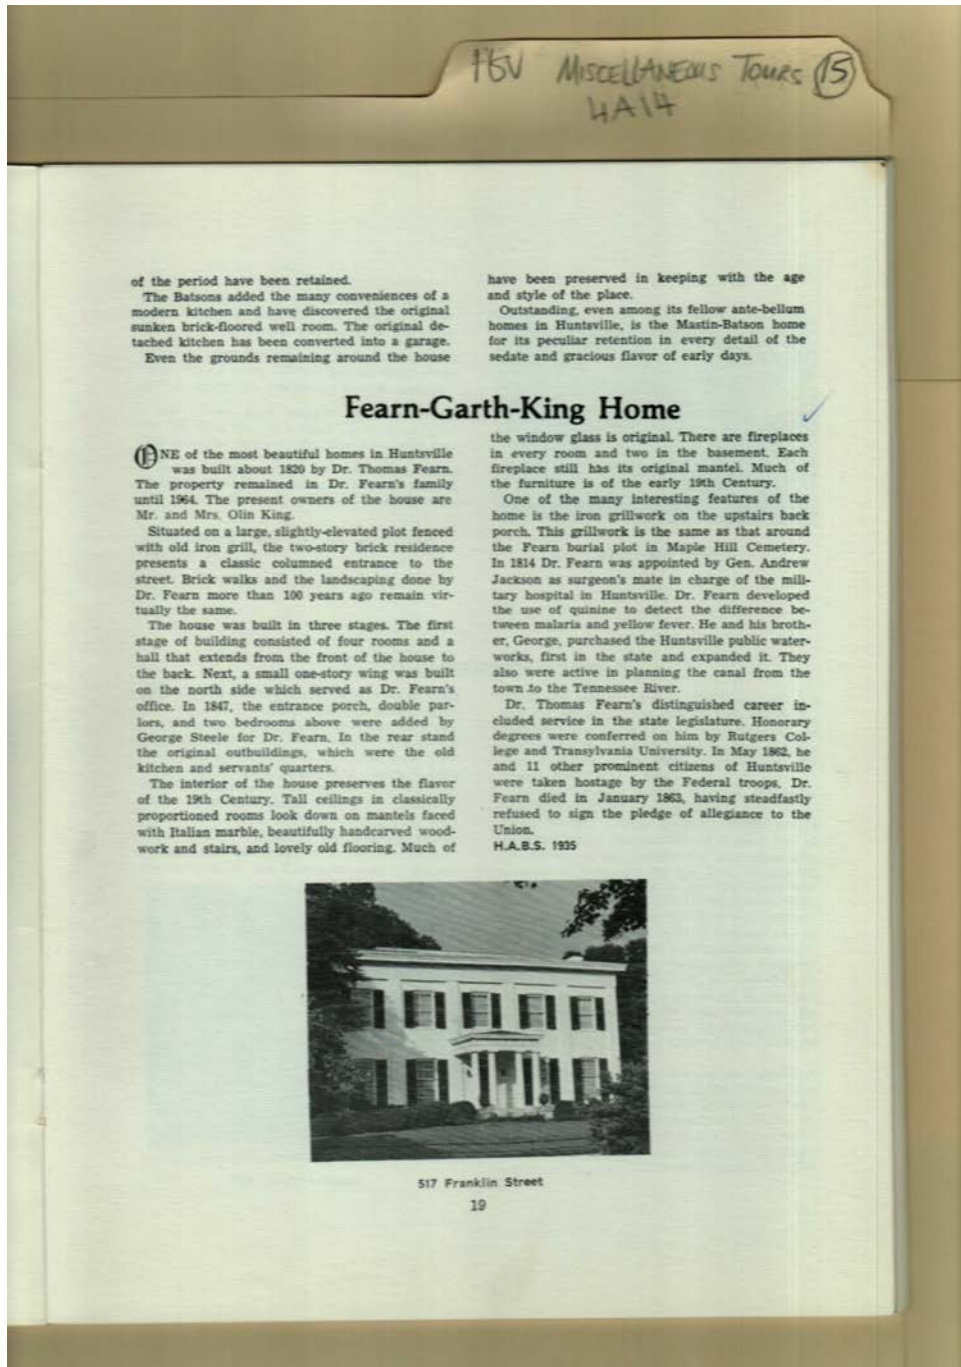 HSV MISCELLANEOUS TOURS 15
4A14
of the period have been retained.
The Batsons added the many conveniences of a
modern kitchen and have discovered the original
sunken brick-floored well room. The original de-
tached kitchen has been converted into a garage.
Even the grounds remaining around the house
have been preserved in keeping with the age
and style of the place.
Outstanding, even among its fellow ante-bellum
homes in Huntsville, is the Mastin-Batson home
for its peculiar retention in every detail of the
sedate and gracious flavor of early days.
Fearn-Garth-King Home
ONE of the most beautiful homes in Huntsville
was built about 1820 by Dr. Thomas Fearn.
The property remained in Dr. Fearn's family
until 1964. The present owners of the house are
Mr. and Mrs. Olin King.
Situated on a large, slightly-elevated plot fenced
with old iron grill, the two-story brick residence
presents a classic columned entrance to the
street. Brick walks and the landscaping done by
Dr. Fearn more than 100 years ago remain vir-
tually the same.
The house was built in three stages. The first
stage of building consisted of four rooms and a
hall that extends from the front of the house to
the back. Next, a small one-story wing was built
on the north side which served as Dr. Fearn's
office. In 1847, the entrance porch, double par-
lors, and two bedrooms above were added by
George Steele for Dr. Fearn. In the rear stand
the original outbuildings, which were the old
kitchen and servants' quarters.
The interior of the house preserves the flavor
of the 19th Century. Tall ceilings in classically
proportioned rooms look down on mantels faced
with Italian marble, beautifully handcarved wood-
work and stairs, and lovely old flooring. Much of
the window glass is original. There are fireplaces
in every room and two in the basement. Each
fireplace still has its original mantel. Much of
the furniture is of the early 19th Century.
One of the many interesting features of the
home is the iron grillwork on the upstairs back
porch. This grillwork is the same as that around
the Fearn burial plot in Maple Hill Cemetery.
In 1814 Dr. Fearn was appointed by Gen. Andrew
Jackson as surgeon's mate in charge of the mili-
tary hospital in Huntsville. Dr. Fearn developed
the use of quinine to detect the difference be-
tween malaria and yellow fever. He and his broth-
er, George, purchased the Huntsville public water-
works, first in the state and expanded it. They
also were active in planning the canal from the
town to the Tennessee River.
Dr. Thomas Fearn's distinguished career in-
cluded service in the state legislature. Honorary
degrees were conferred on him by Rutgers Col-
lege and Transylvania University. In May 1862, he
and 11 other prominent citizens of Huntsville
were taken hostage by the Federal troops. Dr.
Fearn died in January 1863, having steadfastly
refused to sign the pledge of allegiance to the
Union.
H.A.B.S. 1935
517 Franklin Street
19